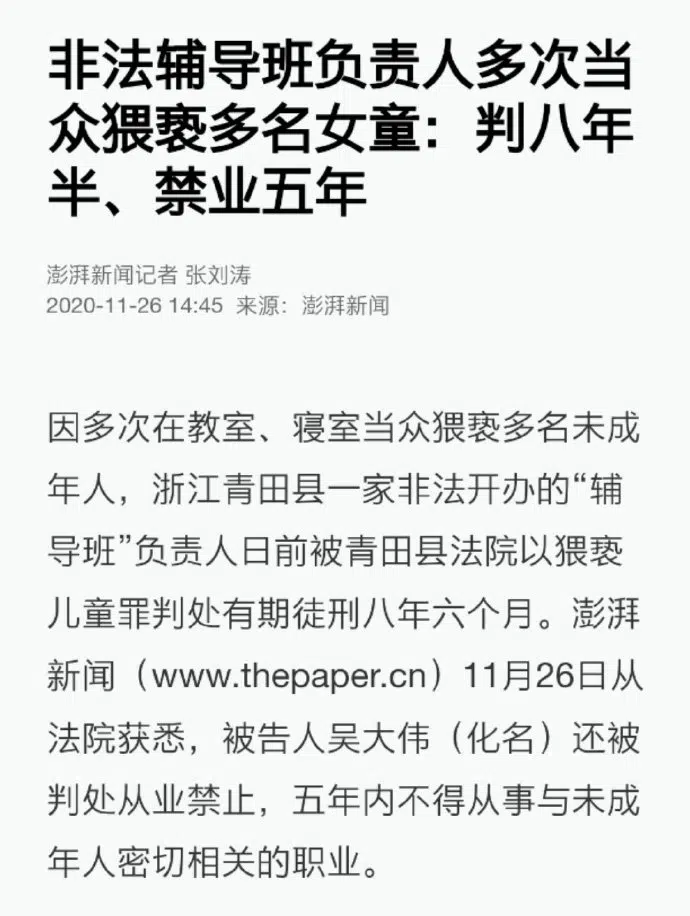 非法辅导班负责人多次当
众猥亵多名女童：判八年
半、禁业五年
澎湃新闻记者 张刘涛
2020-11-26 14:45 来源：澎湃新闻
因多次在教室、寝室当众猥亵多名未成
年人，浙江青田县一家非法开办的“辅
导班”负责人日前被青田县法院以猥亵
儿童罪判处有期徒刑八年六个月。澎湃
新闻（www.thepaper.cn）11月26日从
法院获悉，被告人吴大伟（化名）还被
判处从业禁止，五年内不得从事与未成
年人密切相关的职业。